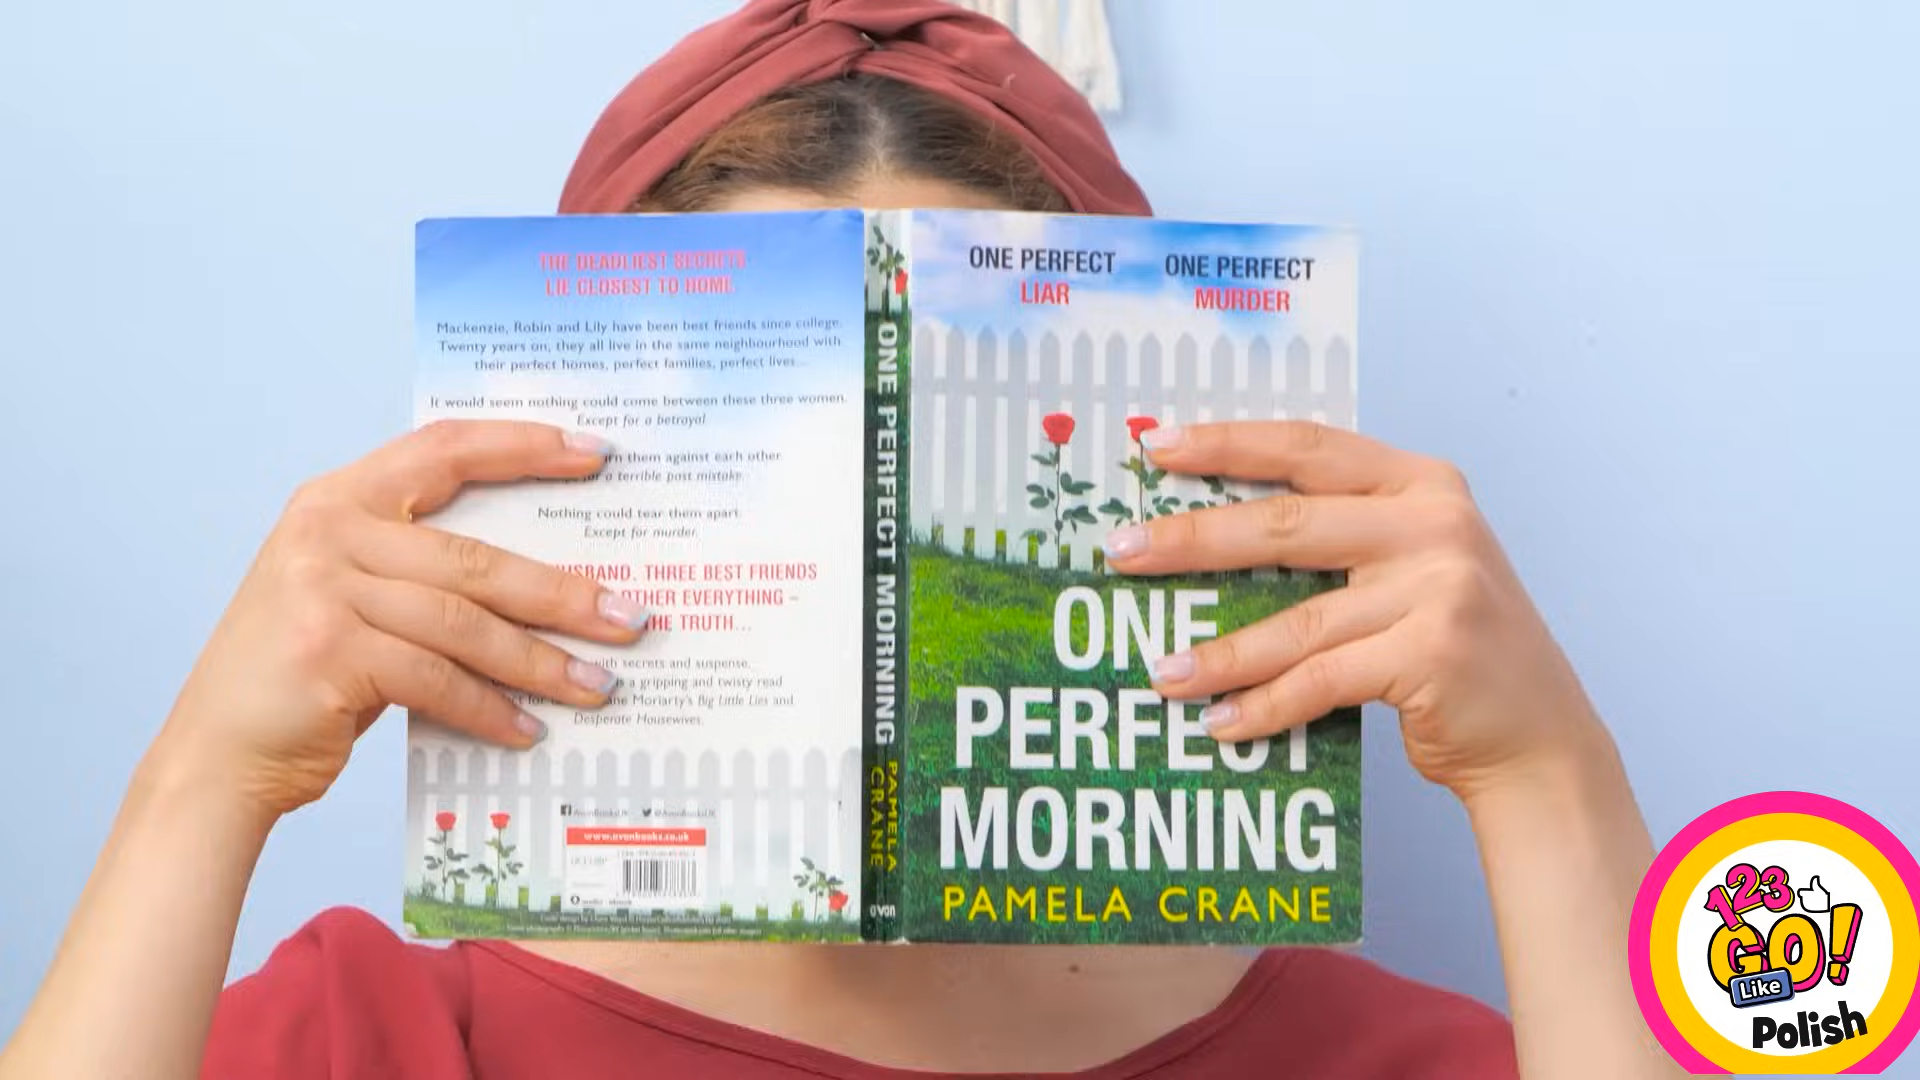 THE DEADLIEST SECRETS
LIE CLOSEST TO HOME
Mackenzie, Robin and Lily have been best friends since college.
Twenty years on, they all live in the same neighbourhood with
their perfect homes, perfect families, perfect lives...
It would seem nothing could come between these three women.
Except for a betrayal
them against each other
a terrible past mistake
Nothing could tear them apart.
Except for murder.
THREE BEST FRIENDS
EVERYTHING –
THE TRUTH...
with secrets and suspense,
is a gripping and twisty read
Moriarty's Big Little Lies and
Desperate Housewives.
AvonBooksUK @AvonBooksUK
www.avonbooks.co.uk
ONE PERFECT MORNING
PAMELA
CRANE
avon
ONE PERFECT
LIAR
ONE PERFECT
MURDER
ONE
PERFECT
MORNING
PAMELA CRANE
123
GO!
Like
Polish